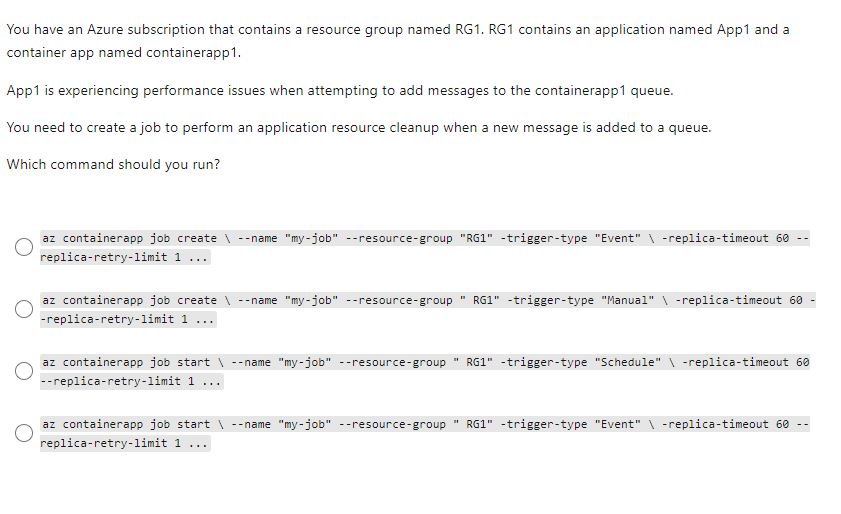 You have an Azure subscription that contains a resource group named RG1. RG1 contains an application named App1 and a
container app named containerapp1.
App1 is experiencing performance issues when attempting to add messages to the containerapp1 queue.
You need to create a job to perform an application resource cleanup when a new message is added to a queue.
Which command should you run?
az containerapp job create \ --name "my-job" --resource-group "RG1" -trigger-type "Event" \ -replica-timeout 60 --
replica-retry-limit 1 ...
az containerapp job create \ --name "my-job" --resource-group " RG1" -trigger-type "Manual" \ -replica-timeout 60 -
-replica-retry-limit 1 ...
az containerapp job start \ --name "my-job" --resource-group " RG1" -trigger-type "Schedule" \ -replica-timeout 60
--replica-retry-limit 1 ...
az containerapp job start \ --name "my-job" --resource-group " RG1" -trigger-type "Event" \ -replica-timeout 60 --
replica-retry-limit 1 ...